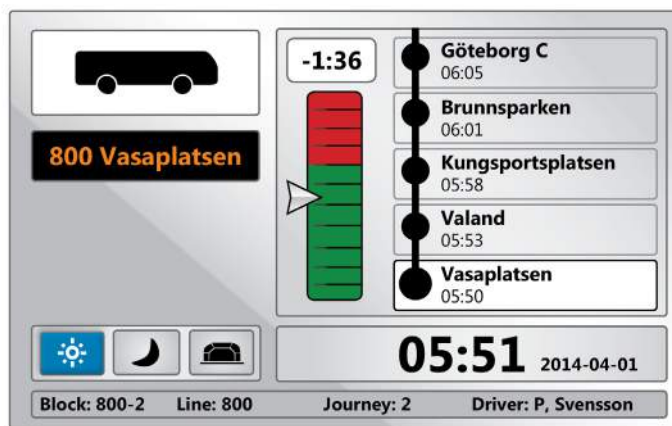 800 Vasaplatsen
-1:36
Göteborg C
06:05
Brunnsparken
06:01
Kungsportsplatsen
05:58
Valand
05:53
Vasaplatsen
05:50
05:51 2014-04-01
Block: 800-2 Line: 800 Journey: 2 Driver: P, Svensson